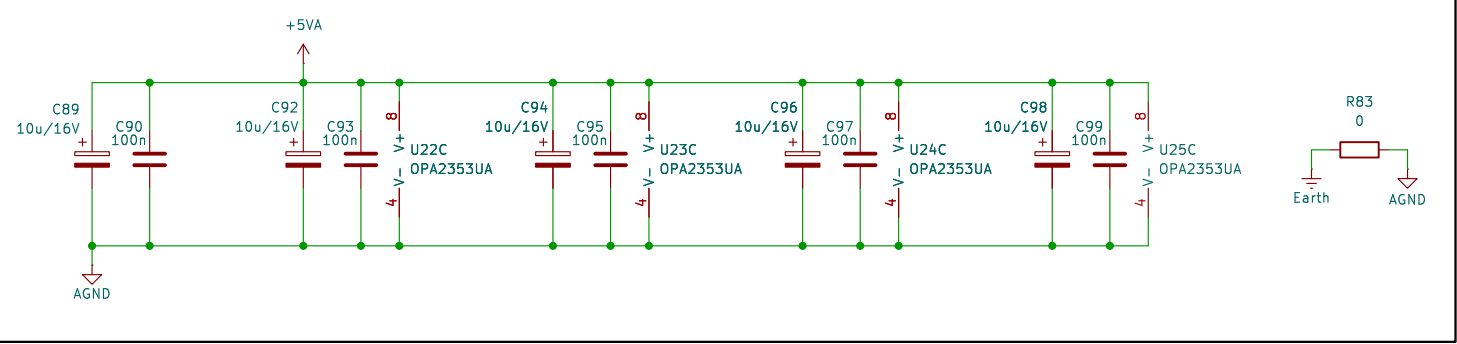 +5VA
C89
10u/16V
+
C90
100n
C92
10u/16V
+
C93
100n
8
V+
U22C
OPA2353UA
V-
4
C94
10u/16V
+
C95
100n
8
V+
U23C
OPA2353UA
V-
4
C96
10u/16V
+
C97
100n
8
V+
U24C
OPA2353UA
V-
4
C98
10u/16V
+
C99
100n
8
V+
U25C
OPA2353UA
V-
4
R83
0
Earth
AGND
AGND